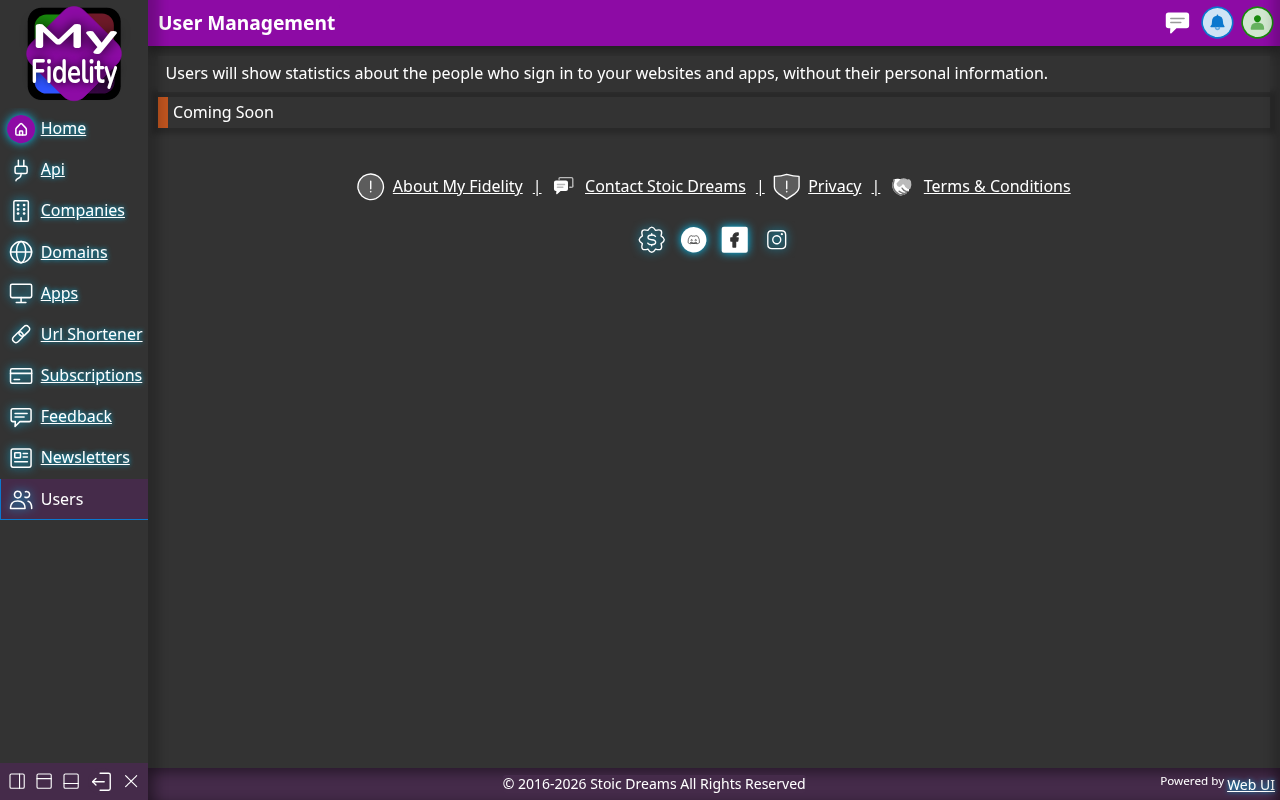 My
Fidelity
User Management
Home
Api
Companies
Domains
Apps
Url Shortener
Subscriptions
Feedback
Newsletters
Users
Users will show statistics about the people who sign in to your websites and apps, without their personal information.
Coming Soon
About My Fidelity | Contact Stoic Dreams | Privacy | Terms & Conditions
© 2016-2026 Stoic Dreams All Rights Reserved
Powered by Web UI